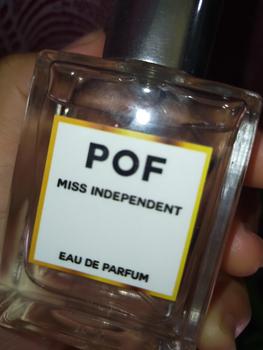 POF
MISS INDEPENDENT
EAU DE PARFUM